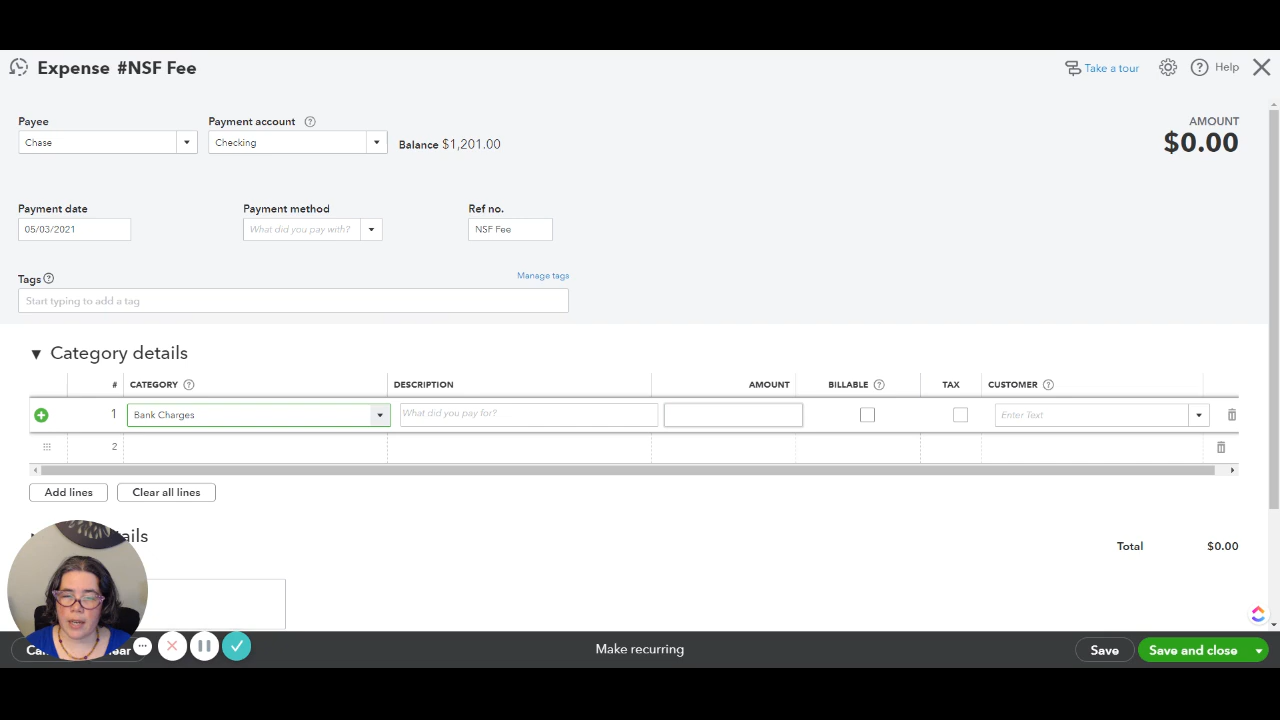 Expense #NSF Fee
Take a tour
Help
Payee
Payment account
AMOUNT
Chase
Checking
Balance $1,201.00
$0.00
Payment date
Payment method
Ref no.
05/03/2021
What did you pay with?
NSF Fee
Tags
Manage tags
Start typing to add a tag
Category details
# CATEGORY DESCRIPTION AMOUNT BILLABLE TAX CUSTOMER
1 Bank Charges What did you pay for? Enter Text
2
Add lines
Clear all lines
ails
Total $0.00
Ca
lear
Make recurring
Save
Save and close